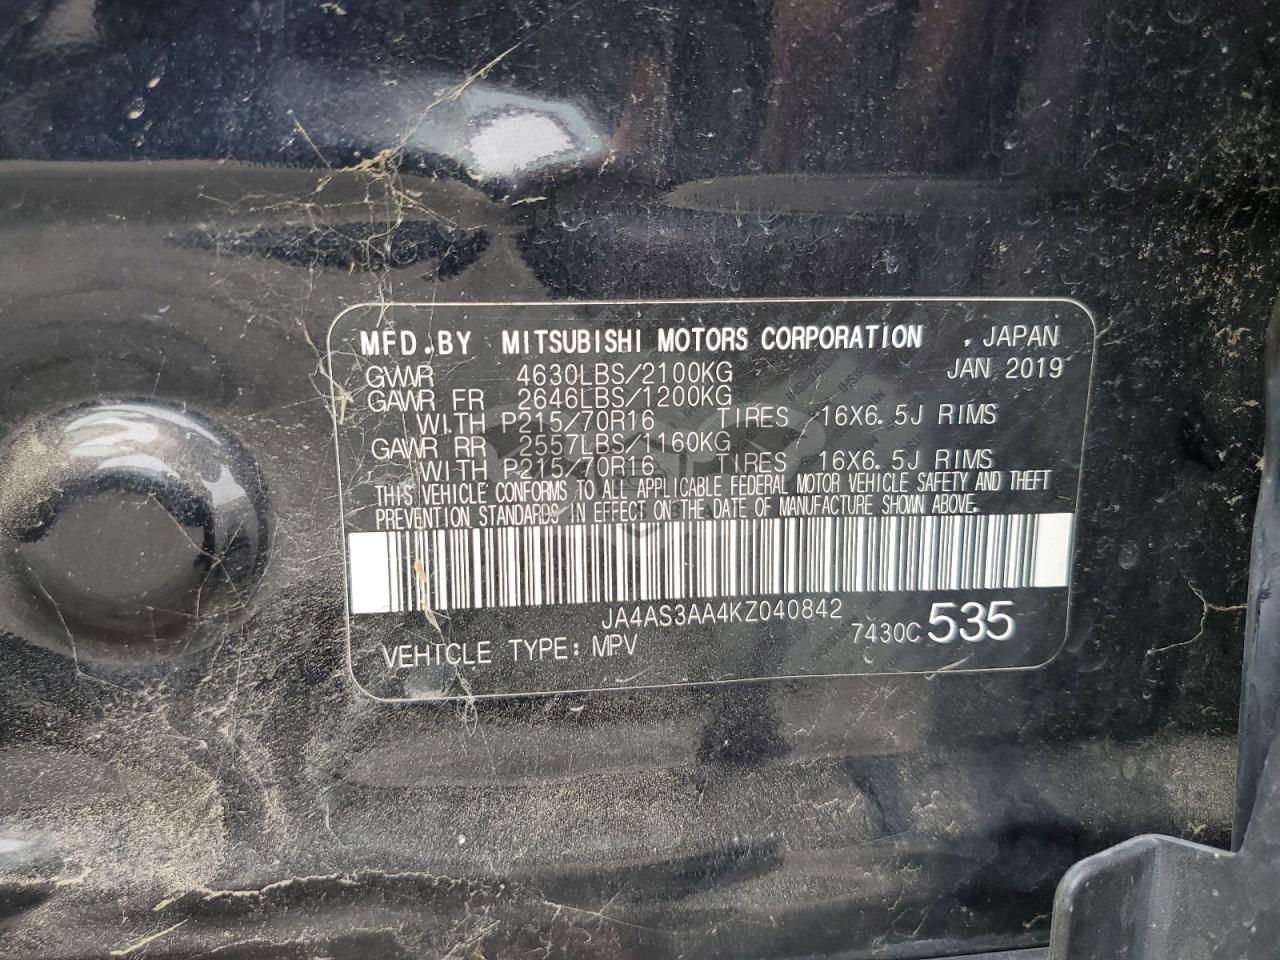 MFD.BY MITSUBISHI MOTORS CORPORATION , JAPAN
JAN 2019
GVWR 4630LBS/2100KG
GAWR FR 2646LBS/1200KG
WITH P215/70R16 TIRES 16X6.5J RIMS
GAWR RR 2557LBS/1160KG
WITH P215/70R16 TIRES 16X6.5J RIMS
THIS VEHICLE CONFORMS TO ALL APPLICABLE FEDERAL MOTOR VEHICLE SAFETY AND THEFT
PREVENTION STANDARDS IN EFFECT ON THE DATE OF MANUFACTURE SHOWN ABOVE.
JA4AS3AA4KZ040842
7430C 535
VEHICLE TYPE: MPV